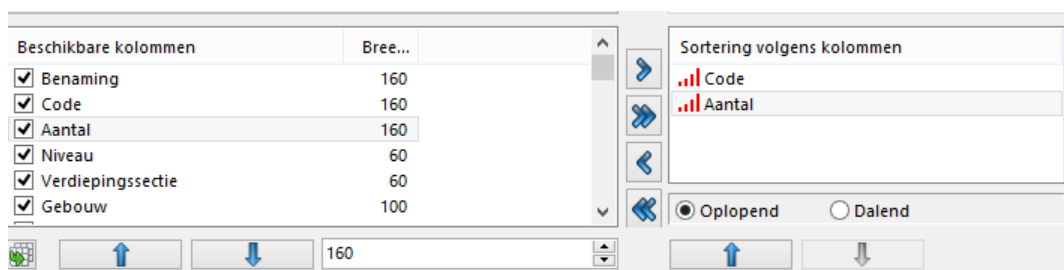 Beschikbare kolommen Bree...
Benaming 160
Code 160
Aantal 160
Niveau 60
Verdiepingssectie 60
Gebouw 100
160
Sortering volgens kolommen
Code
Aantal
Oplopend Dalend